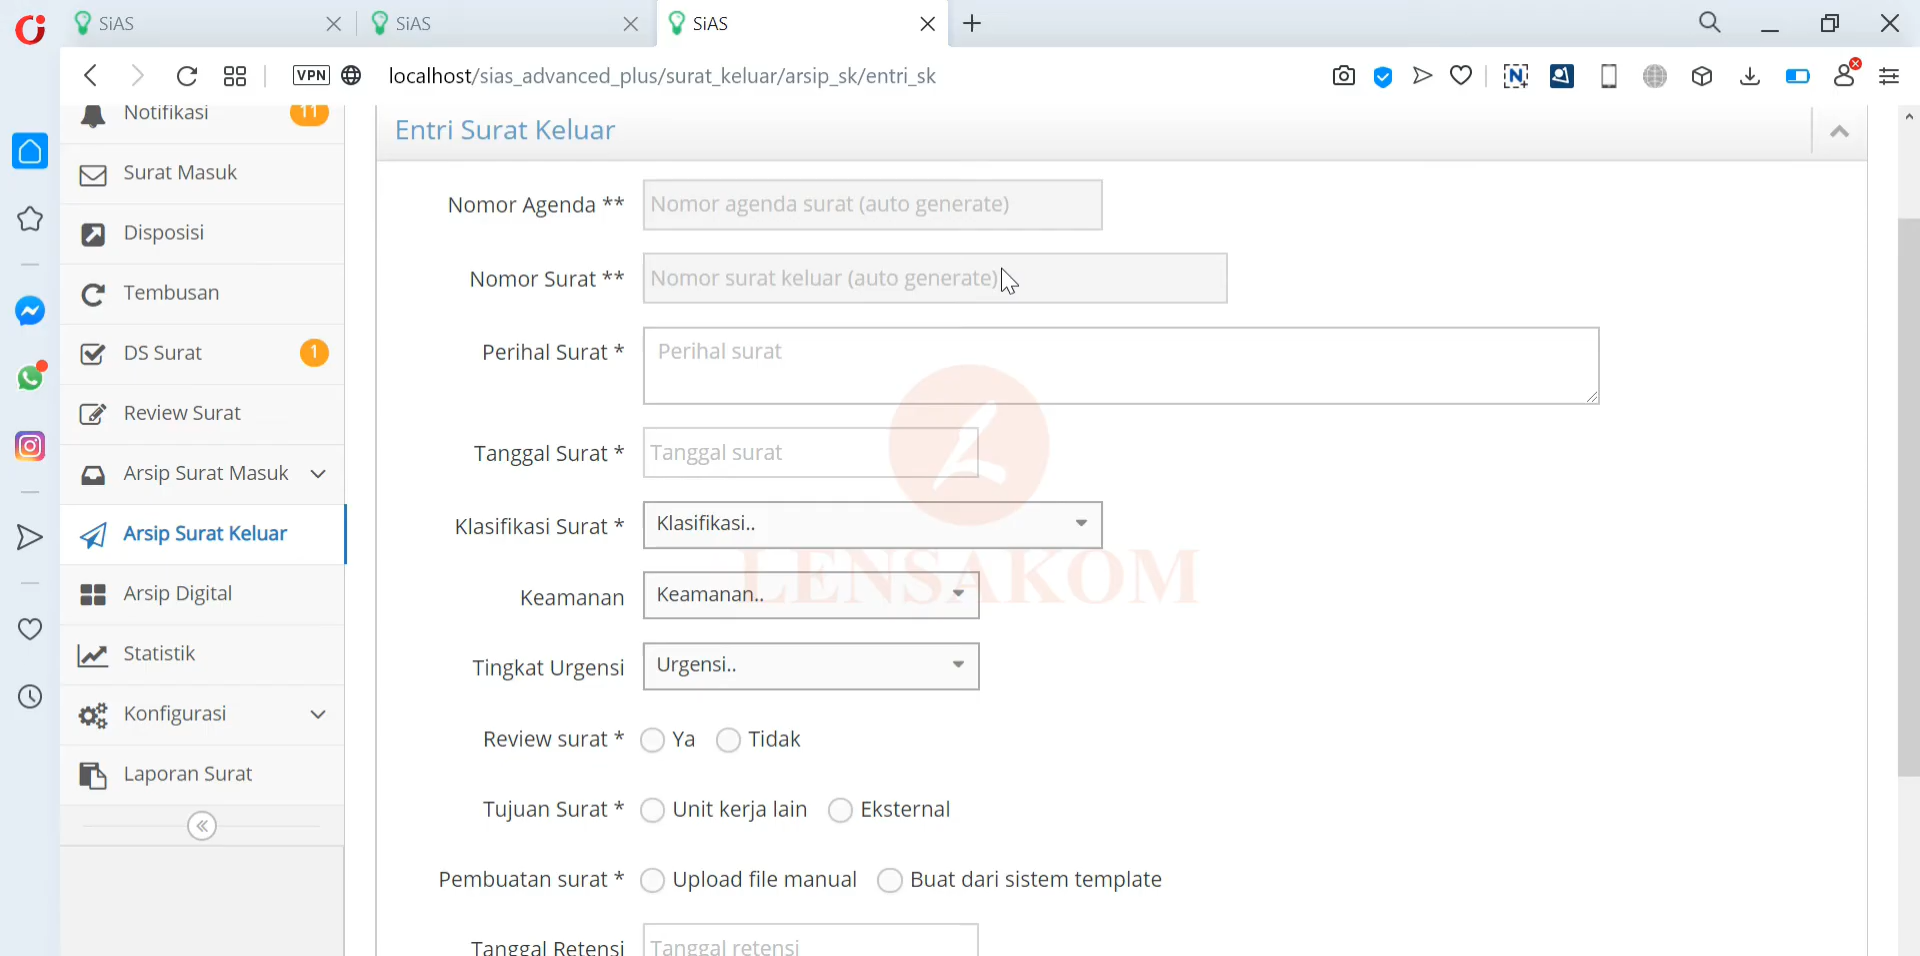 SiAS
SiAS
SiAS
VPN
localhost/sias_advanced_plus/surat_keluar/arsip_sk/entri_sk
Notifikasi 11
Surat Masuk
Disposisi
Tembusan
DS Surat 1
Review Surat
Arsip Surat Masuk
Arsip Surat Keluar
Arsip Digital
Statistik
Konfigurasi
Laporan Surat
Entri Surat Keluar
Nomor Agenda ** Nomor agenda surat (auto generate)
Nomor Surat ** Nomor surat keluar (auto generate)
Perihal Surat * Perihal surat
Tanggal Surat * Tanggal surat
Klasifikasi Surat * Klasifikasi..
LENSAKOM
Keamanan Keamanan..
Tingkat Urgensi Urgensi..
Review surat * Ya Tidak
Tujuan Surat * Unit kerja lain Eksternal
Pembuatan surat * Upload file manual Buat dari sistem template
Tanggal Retensi Tanggal retensi